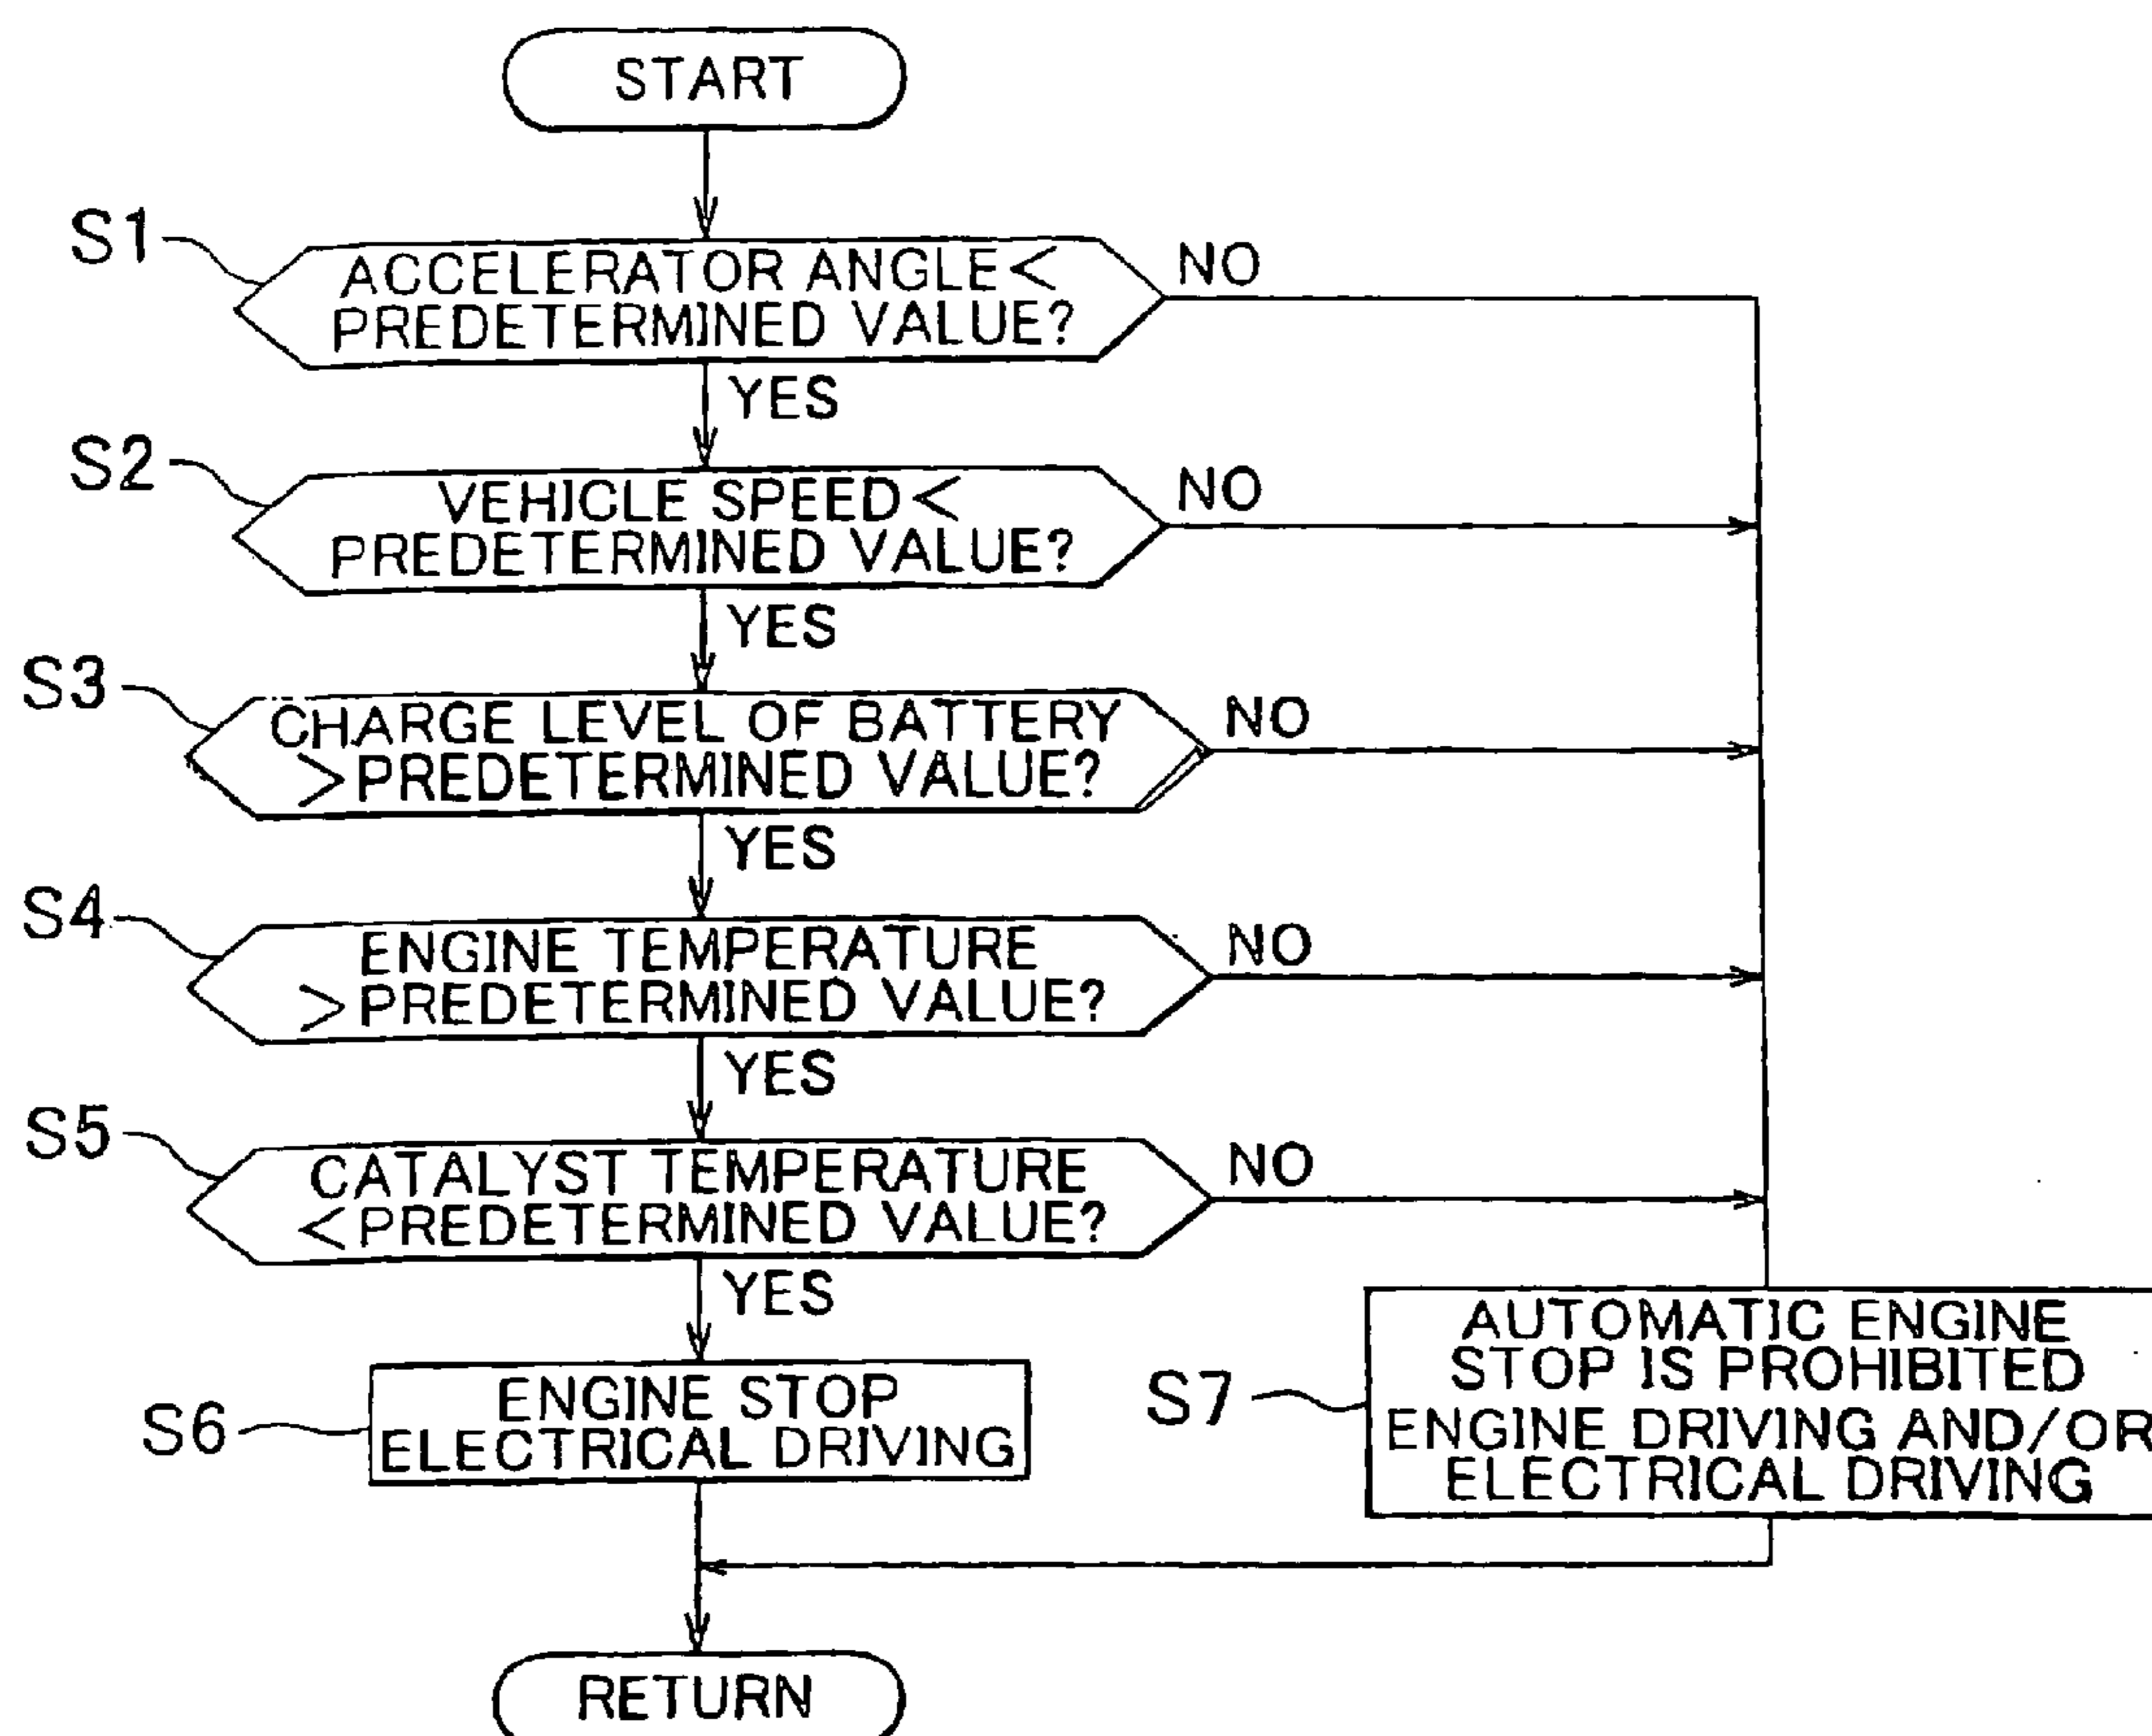 START
S1
ACCELERATOR ANGLE<
PREDETERMINED VALUE?
NO
YES
S2
VEHICLE SPEED<
PREDETERMINED VALUE?
NO
YES
S3
CHARGE LEVEL OF BATTERY
>PREDETERMINED VALUE?
NO
YES
S4
ENGINE TEMPERATURE
>PREDETERMINED VALUE?
NO
YES
S5
CATALYST TEMPERATURE
<PREDETERMINED VALUE?
NO
YES
S6
ENGINE STOP
ELECTRICAL DRIVING
S7
AUTOMATIC ENGINE
STOP IS PROHIBITED
ENGINE DRIVING AND/OR
ELECTRICAL DRIVING
RETURN